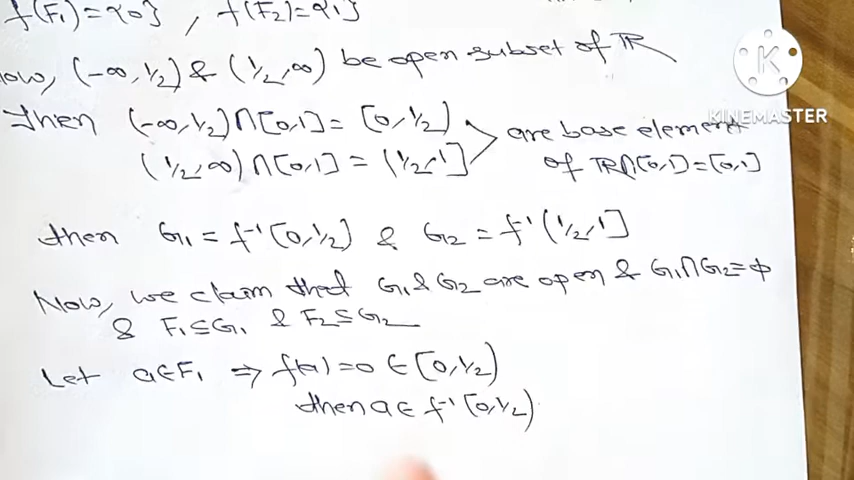 f(F₁) = {0} , f(F₂) = {1}
Now, (-∞, 1/2) & (1/2, ∞) be open subset of IR
Then (-∞, 1/2) ∩ [0,1] = [0, 1/2)
(1/2, ∞) ∩ [0,1] = (1/2, 1]
are base element
of IR ∩ [0,1] = [0,1]
then G₁ = f⁻¹[0, 1/2) & G₂ = f⁻¹(1/2, 1]
Now, we claim that G₁ & G₂ are open & G₁ ∩ G₂ = φ
& F₁ ⊆ G₁ & F₂ ⊆ G₂
Let a ∈ F₁ ⇒ f(a) = 0 ∈ [0, 1/2)
then a ∈ f⁻¹[0, 1/2)
K
KINEMASTER